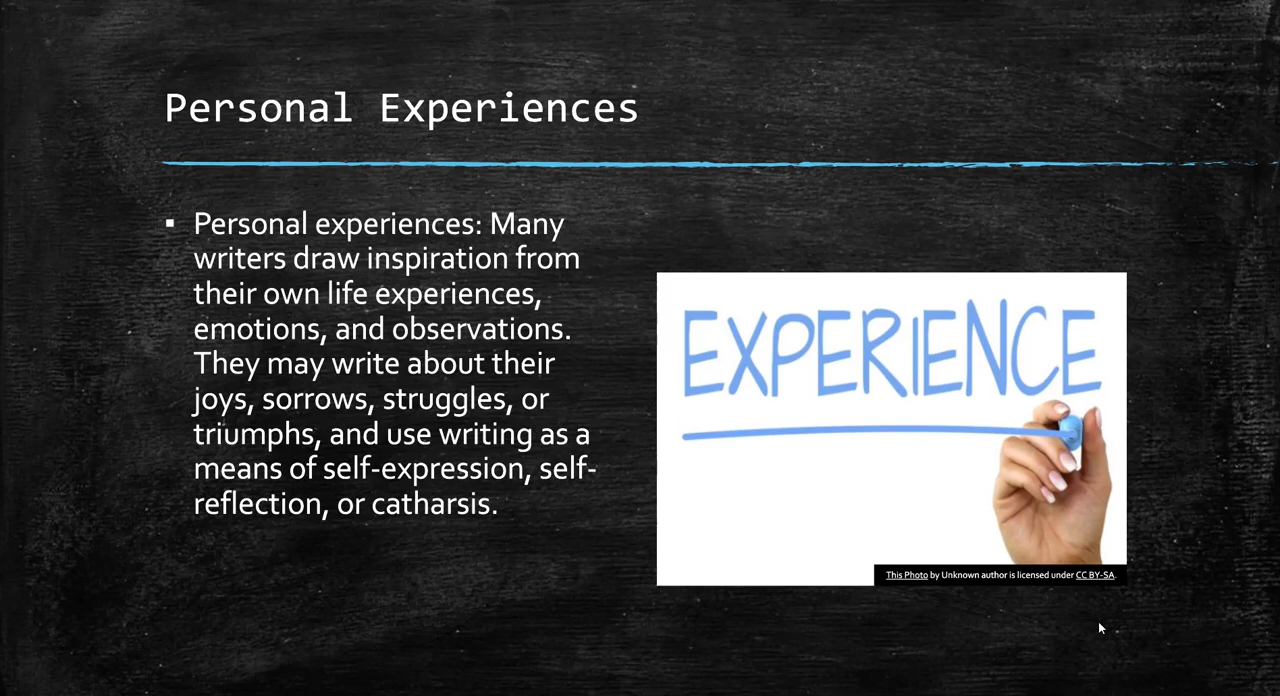 Personal Experiences
▪ Personal experiences: Many
writers draw inspiration from
their own life experiences,
emotions, and observations.
They may write about their
joys, sorrows, struggles, or
triumphs, and use writing as a
means of self-expression, self-
reflection, or catharsis.
EXPERIENCE
This Photo by Unknown author is licensed under CC BY-SA.